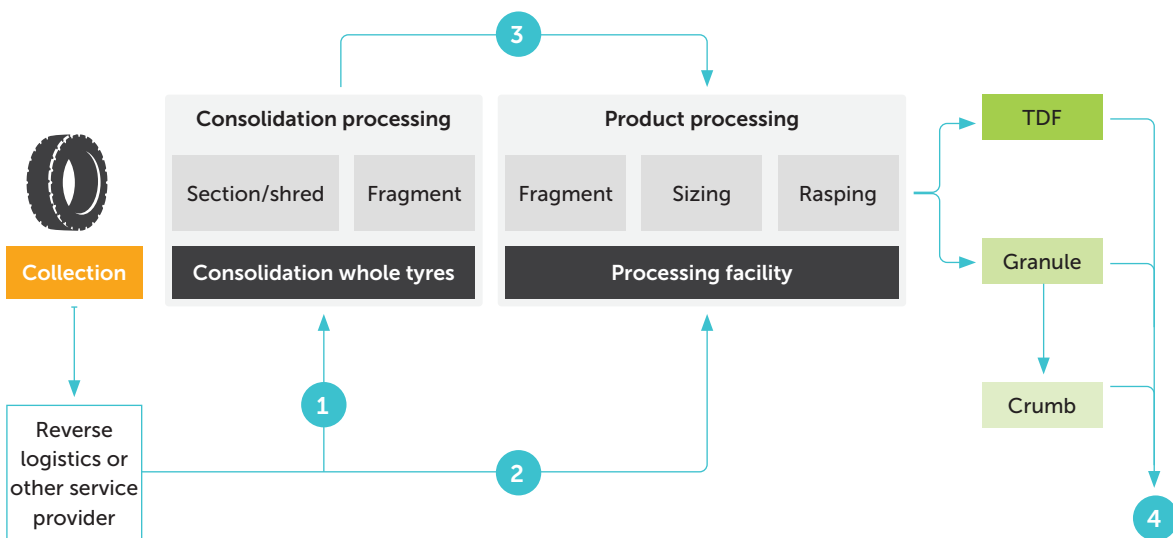 3
Consolidation processing
Product processing
TDF
Section/shred
Fragment
Fragment
Sizing
Rasping
Collection
Consolidation whole tyres
Processing facility
Granule
1
Crumb
Reverse
logistics or
other service
provider
2
4